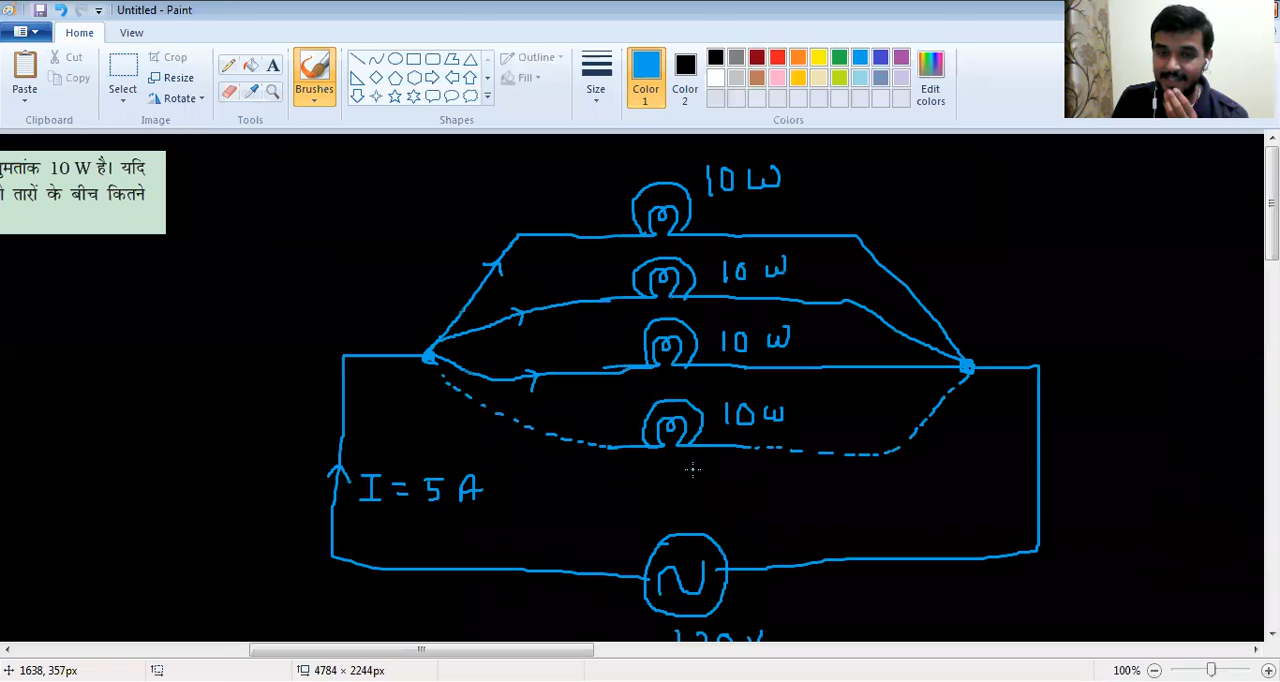 Untitled - Paint
Home View
Paste
Cut
Copy
Clipboard
Select
Crop
Resize
Rotate
Image
A
Tools
Brushes
Outline
Fill
Shapes
Size
Color 1
Color 2
Edit colors
Colors
10 W है। यदि
तारों के बीच कितने
10 W
10 W
10 W
10 W
I = 5 A
1638, 357px
4784 × 2244px
100%